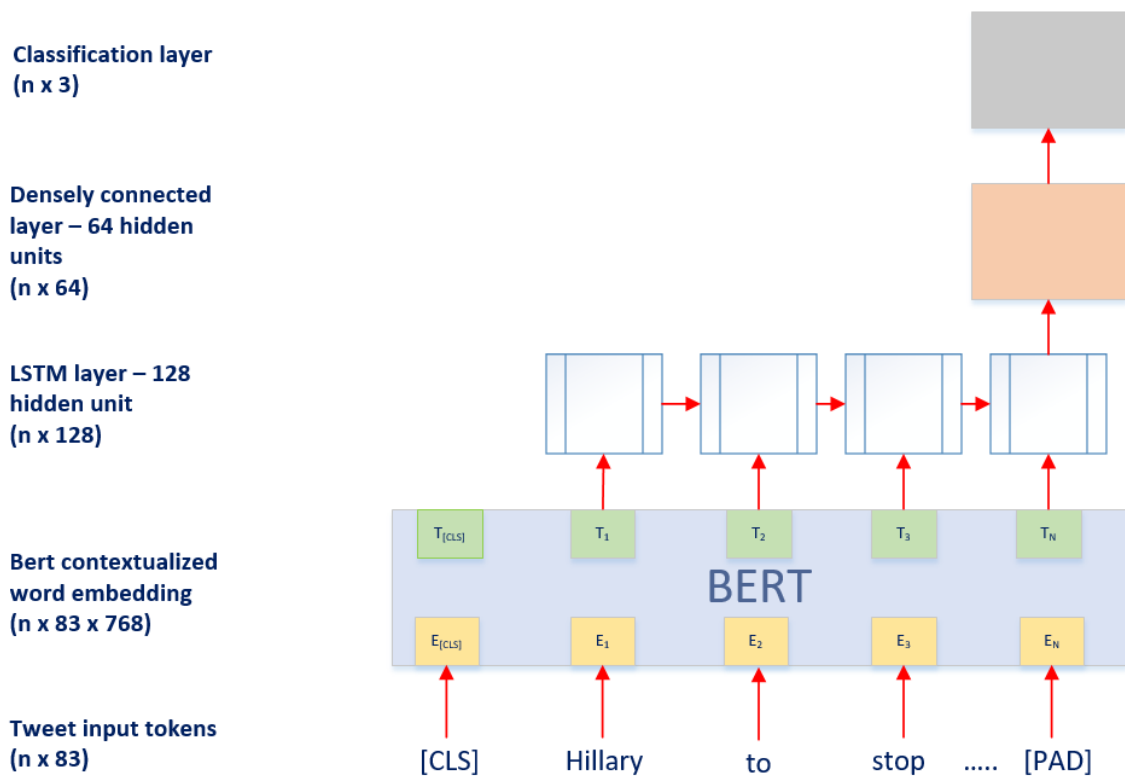 Classification layer
(n x 3)
Densely connected
layer – 64 hidden
units
(n x 64)
LSTM layer – 128
hidden unit
(n x 128)
Bert contextualized
word embedding
(n x 83 x 768)
T[CLS] T1 T2 T3 TN
BERT
E[CLS] E1 E2 E3 EN
Tweet input tokens
(n x 83)
[CLS] Hillary to stop ..... [PAD]